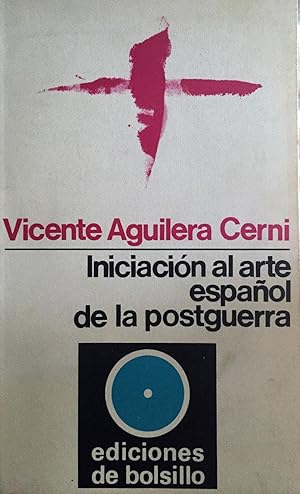 Vicente Aguilera Cerni
Iniciación al arte
español
de la postguerra
ediciones
de bolsillo